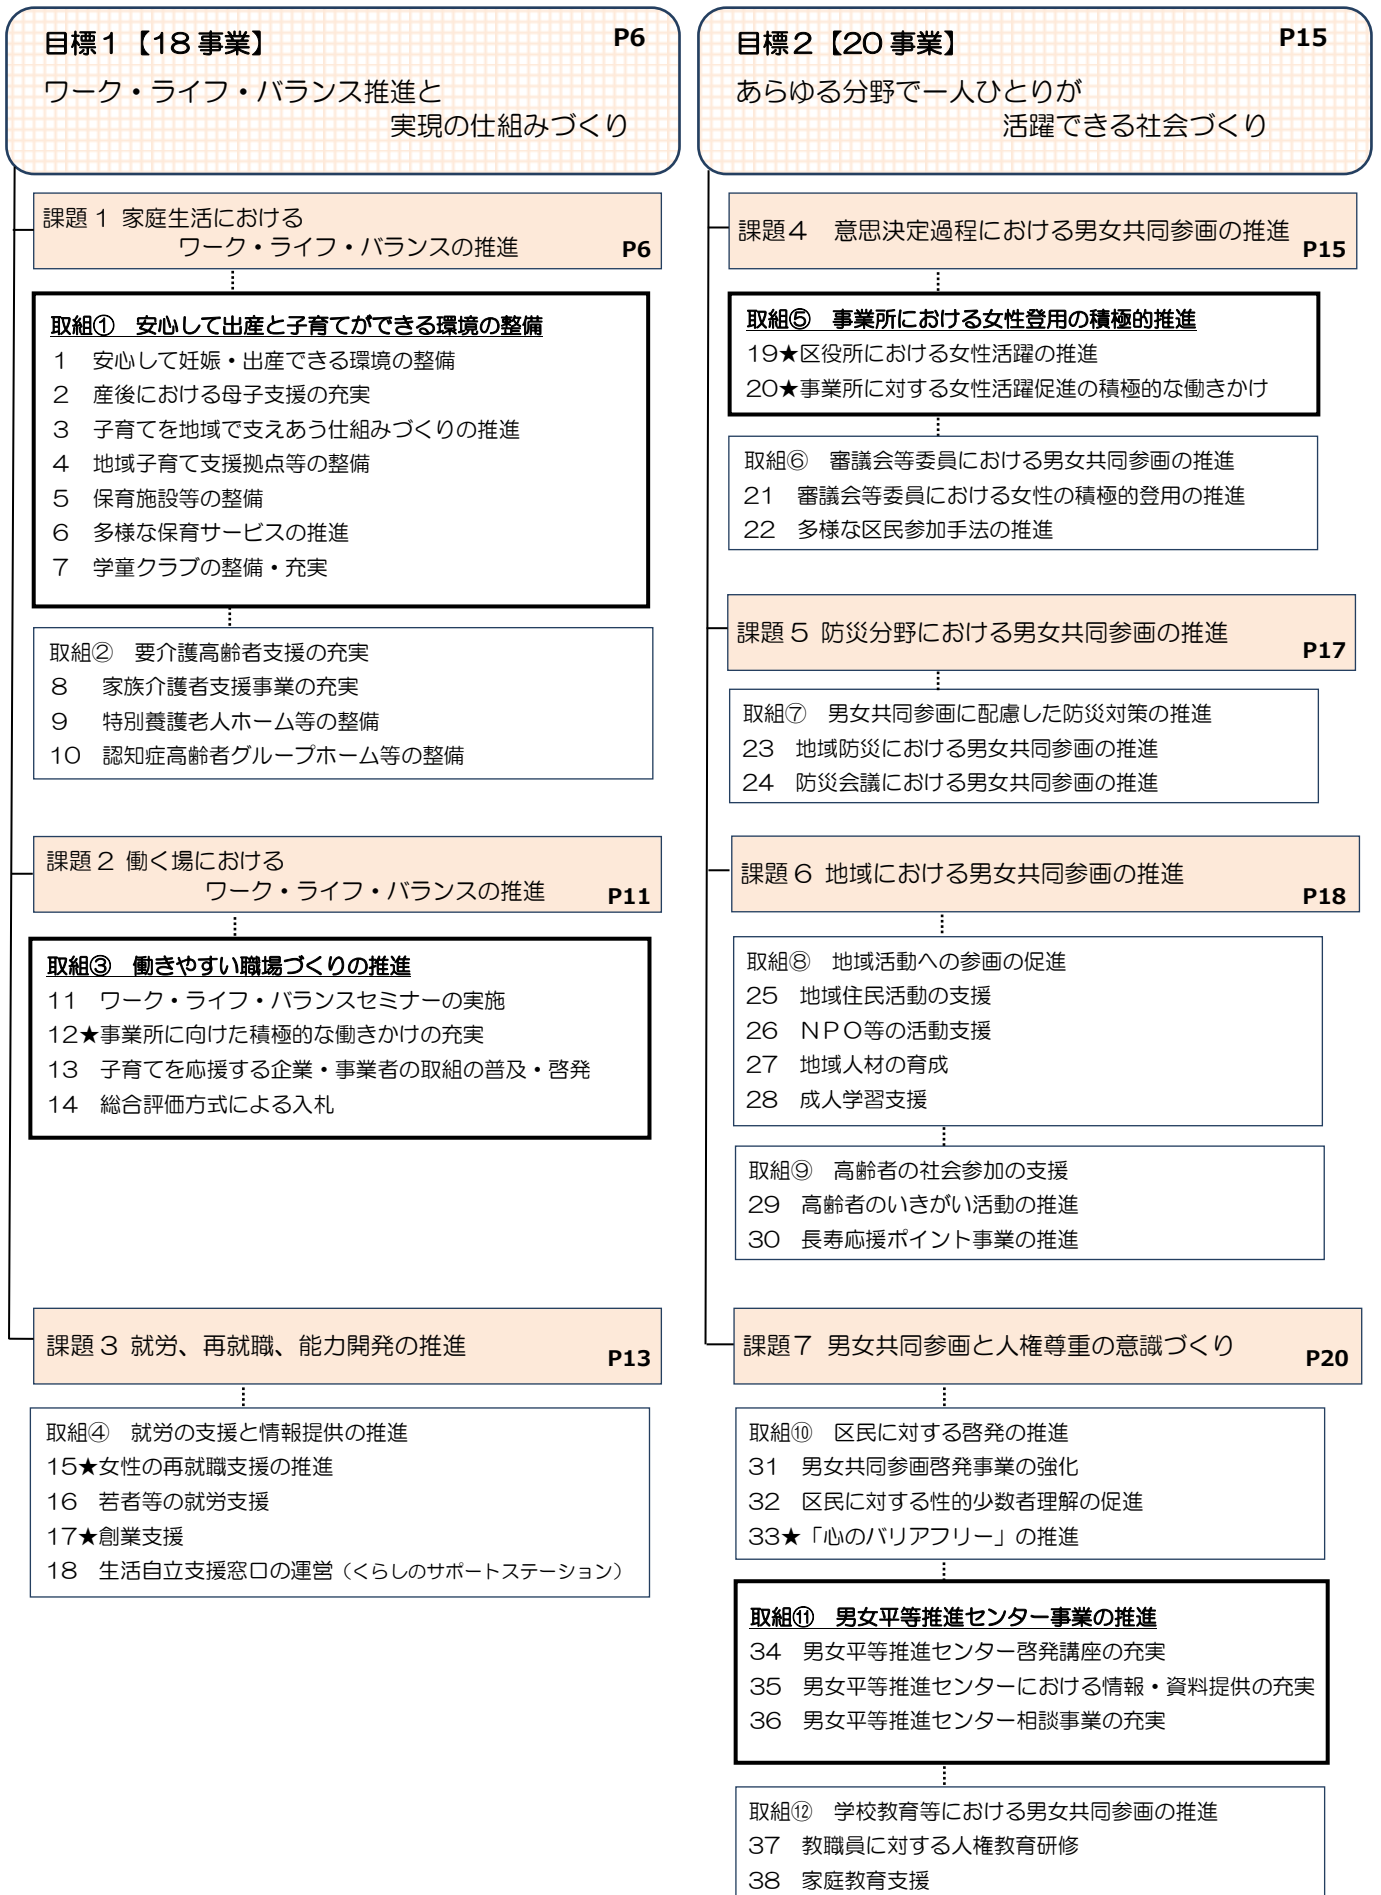 目標1【18事業】 P6
ワーク・ライフ・バランス推進と
実現の仕組みづくり
課題1 家庭生活における
ワーク・ライフ・バランスの推進 P6
取組① 安心して出産と子育てができる環境の整備
1 安心して妊娠・出産できる環境の整備
2 産後における母子支援の充実
3 子育てを地域で支えあう仕組みづくりの推進
4 地域子育て支援拠点等の整備
5 保育施設等の整備
6 多様な保育サービスの推進
7 学童クラブの整備・充実
取組② 要介護高齢者支援の充実
8 家族介護者支援事業の充実
9 特別養護老人ホーム等の整備
10 認知症高齢者グループホーム等の整備
課題2 働く場における
ワーク・ライフ・バランスの推進 P11
取組③ 働きやすい職場づくりの推進
11 ワーク・ライフ・バランスセミナーの実施
12★事業所に向けた積極的な働きかけの充実
13 子育てを応援する企業・事業者の取組の普及・啓発
14 総合評価方式による入札
課題3 就労、再就職、能力開発の推進 P13
取組④ 就労の支援と情報提供の推進
15★女性の再就職支援の推進
16 若者等の就労支援
17★創業支援
18 生活自立支援窓口の運営（くらしのサポートステーション）
目標2【20事業】 P15
あらゆる分野で一人ひとりが
活躍できる社会づくり
課題4 意思決定過程における男女共同参画の推進 P15
取組⑤ 事業所における女性登用の積極的推進
19★区役所における女性活躍の推進
20★事業所に対する女性活躍促進の積極的な働きかけ
取組⑥ 審議会等委員における男女共同参画の推進
21 審議会等委員における女性の積極的登用の推進
22 多様な区民参加手法の推進
課題5 防災分野における男女共同参画の推進 P17
取組⑦ 男女共同参画に配慮した防災対策の推進
23 地域防災における男女共同参画の推進
24 防災会議における男女共同参画の推進
課題6 地域における男女共同参画の推進 P18
取組⑧ 地域活動への参画の促進
25 地域住民活動の支援
26 NPO等の活動支援
27 地域人材の育成
28 成人学習支援
取組⑨ 高齢者の社会参加の支援
29 高齢者のいきがい活動の推進
30 長寿応援ポイント事業の推進
課題7 男女共同参画と人権尊重の意識づくり P20
取組⑩ 区民に対する啓発の推進
31 男女共同参画啓発事業の強化
32 区民に対する性的少数者理解の促進
33★「心のバリアフリー」の推進
取組⑪ 男女平等推進センター事業の推進
34 男女平等推進センター啓発講座の充実
35 男女平等推進センターにおける情報・資料提供の充実
36 男女平等推進センター相談事業の充実
取組⑫ 学校教育等における男女共同参画の推進
37 教職員に対する人権教育研修
38 家庭教育支援